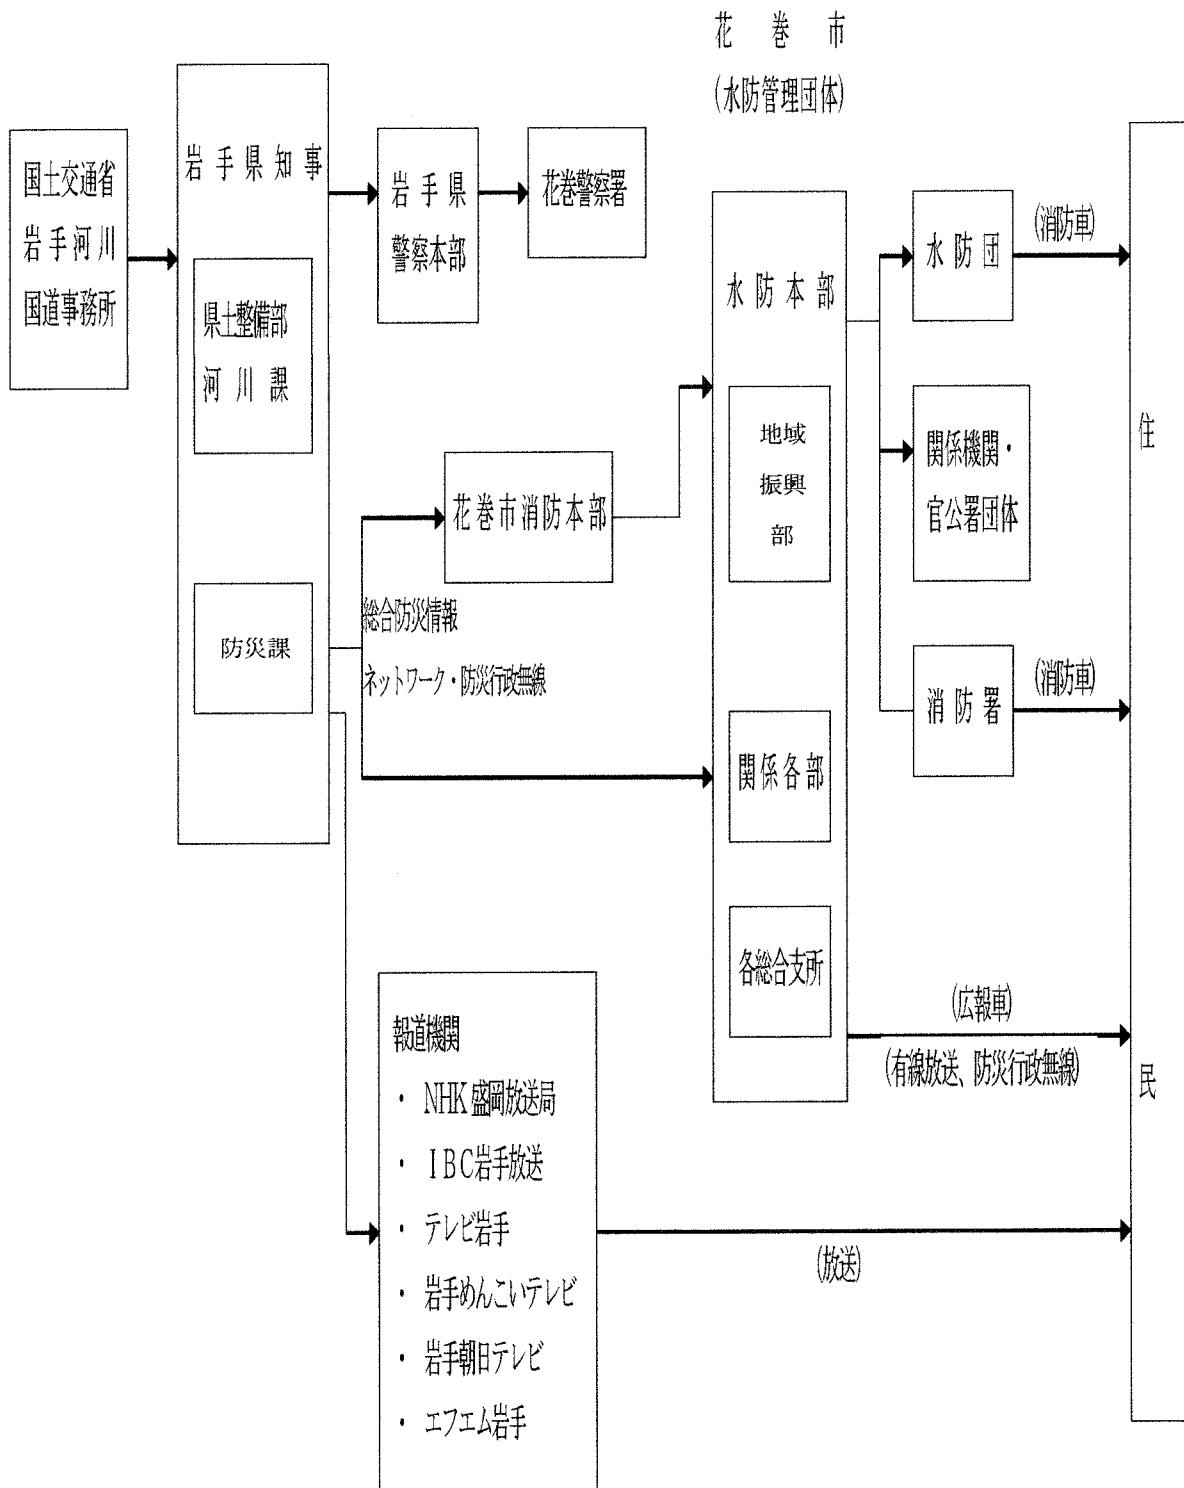 花巻市
(水防管理団体)
国土交通省
岩手河川
国道事務所
岩手県知事
県土整備部
河川課
防災課
岩手県
警察本部
花巻警察署
花巻市消防本部
総合防災情報
ネットワーク・防災行政無線
水防本部
地域
振興
部
関係各部
各総合支所
水防団
(消防車)
関係機関・
官公署団体
消防署
(消防車)
(広報車)
(有線放送、防災行政無線)
報道機関
・ NHK盛岡放送局
・ IBC岩手放送
・ テレビ岩手
・ 岩手めんこいテレビ
・ 岩手朝日テレビ
・ エフエム岩手
(放送)
住民